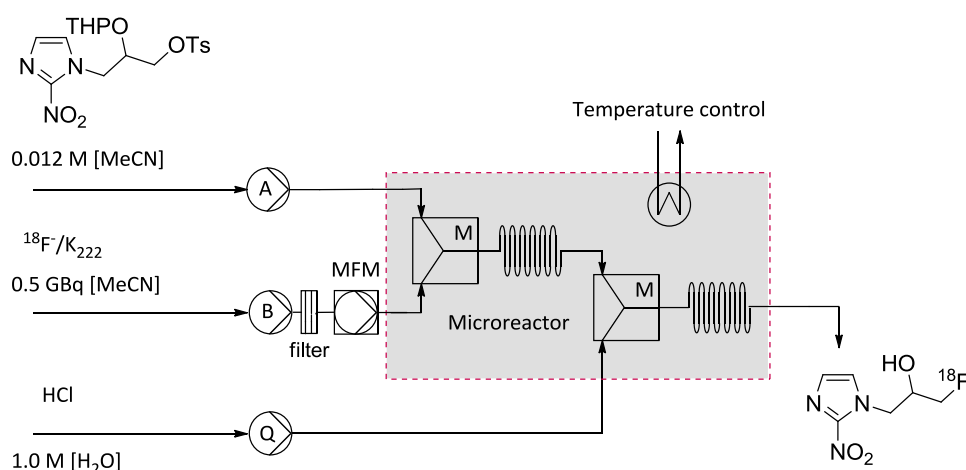 THPO
OTs
N
N
NO₂
Temperature control
0.012 M [MeCN]
A
¹⁸F⁻/K₂₂₂
M
0.5 GBq [MeCN]
MFM
M
B
Microreactor
filter
HCl
HO
¹⁸F
N
N
Q
NO₂
1.0 M [H₂O]